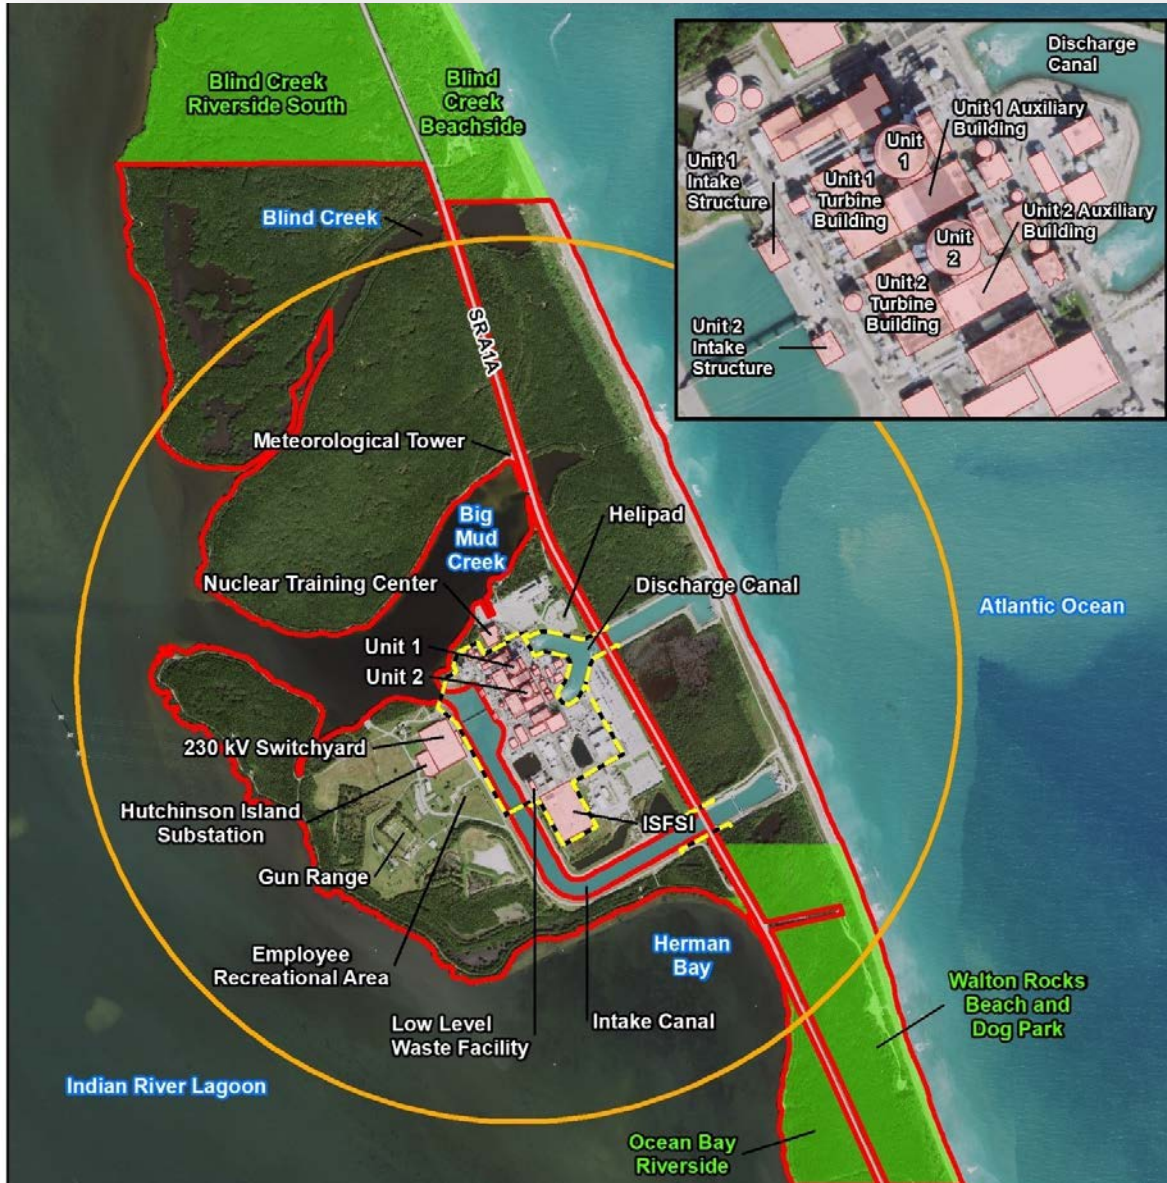 Blind Creek
Riverside South
Blind
Creek
Beachside
Discharge
Canal
Unit 1 Auxiliary
Building
Unit
1
Unit 1
Intake
Structure
Unit 1
Turbine
Building
Unit 2 Auxiliary
Building
Unit
2
Unit 2
Turbine
Building
Unit 2
Intake
Structure
Blind Creek
SR A1A
Meteorological Tower
Big
Mud
Creek
Helipad
Nuclear Training Center
Discharge Canal
Atlantic Ocean
Unit 1
Unit 2
230 kV Switchyard
Hutchinson Island
Substation
ISFSI
Gun Range
Employee
Recreational Area
Herman
Bay
Low Level
Waste Facility
Intake Canal
Walton Rocks
Beach and
Dog Park
Indian River Lagoon
Ocean Bay
Riverside